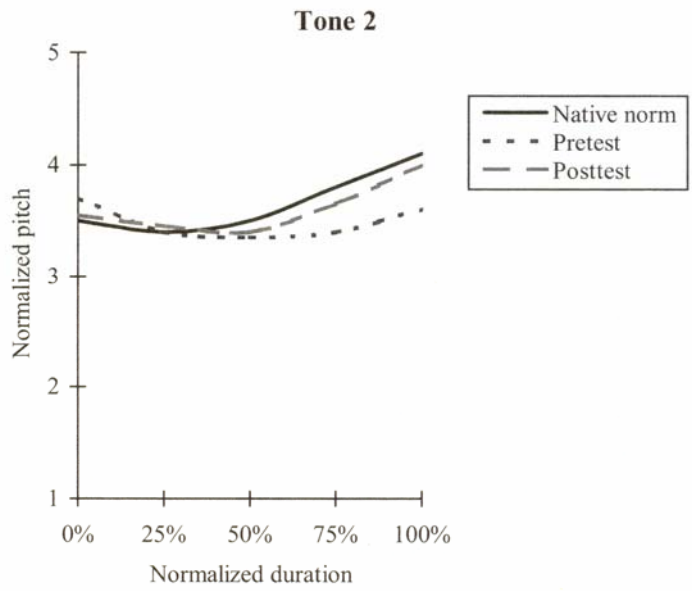 Tone 2
5
4
3
2
1
Normalized pitch
0% 25% 50% 75% 100%
Normalized duration
Native norm
Pretest
Posttest